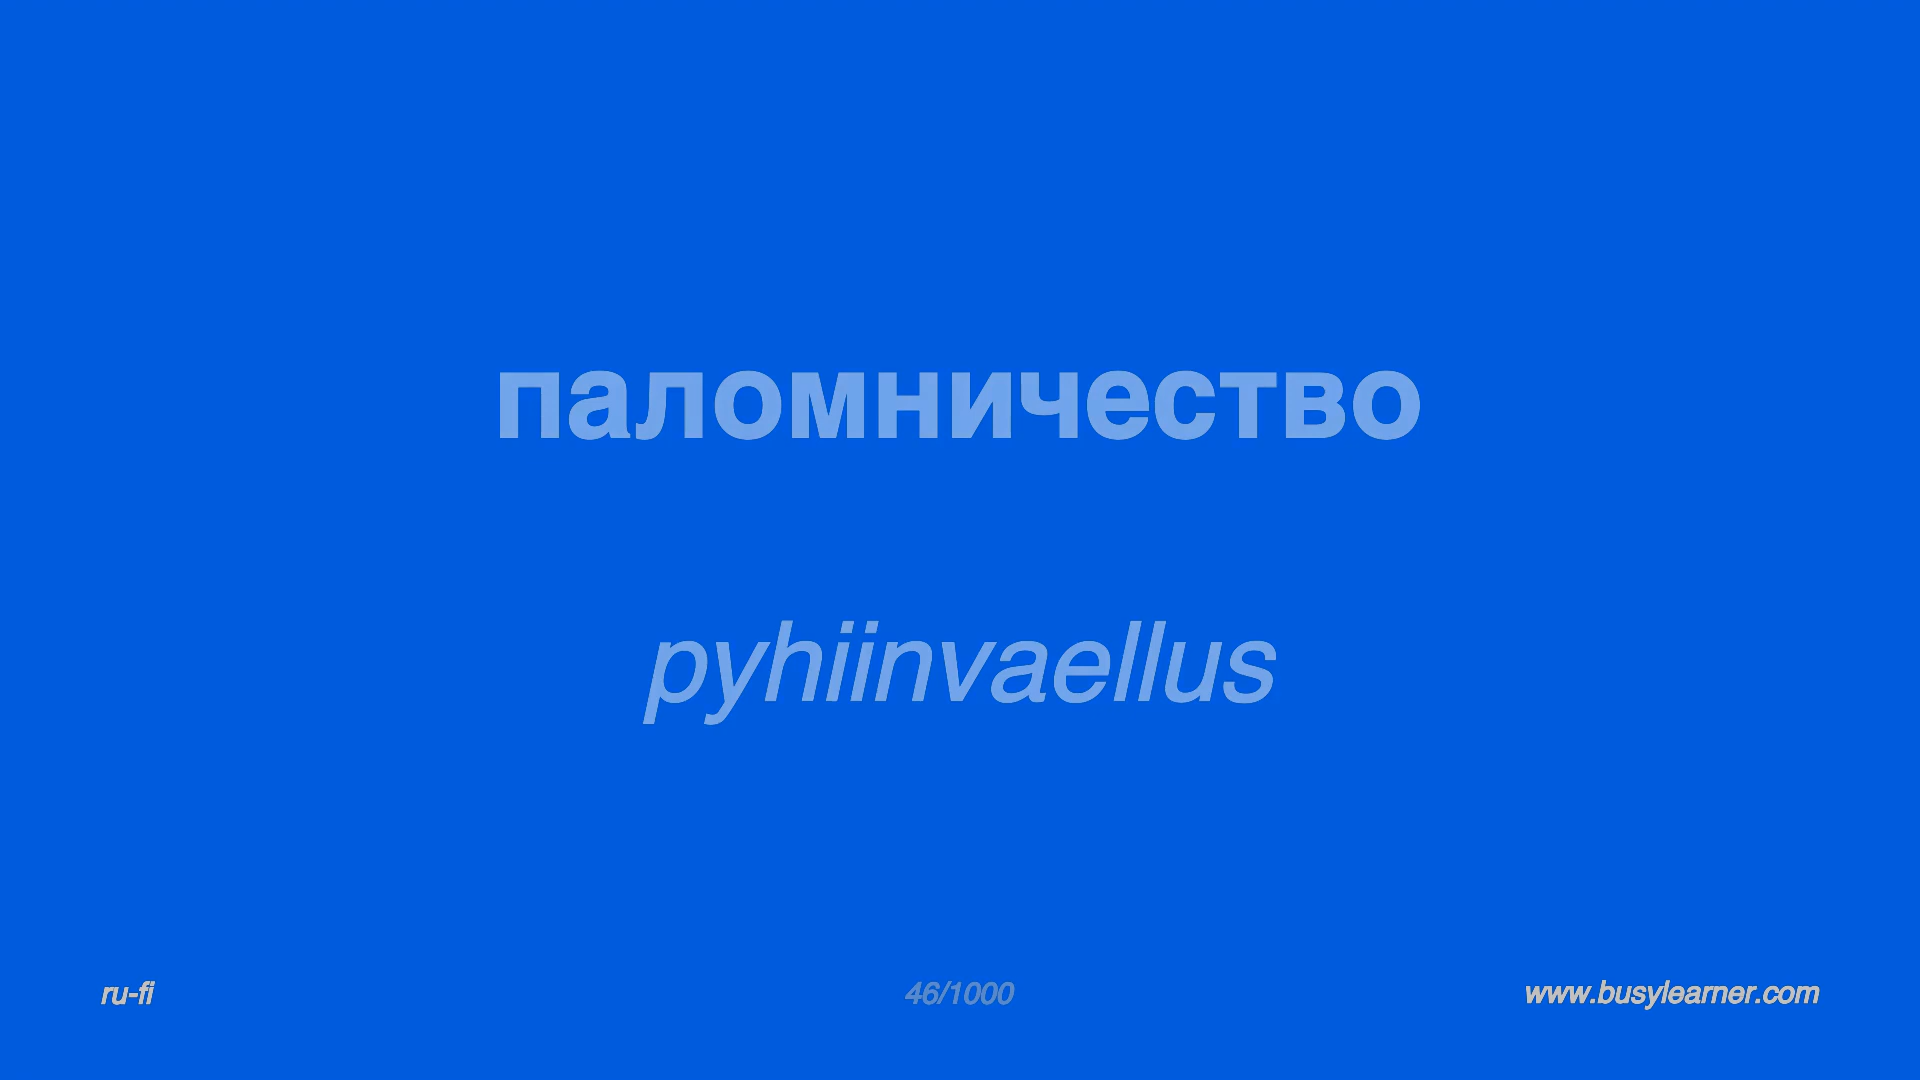 паломничество
pyhiinvaellus
ru-fi
46/1000
www.busylearner.com